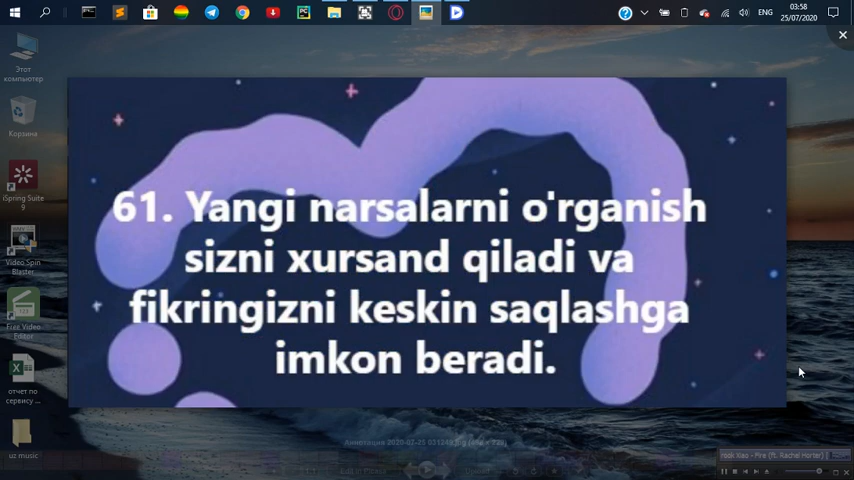 03:58
ENG
25/07/2020
Этот
компьютер
Корзина
iSpring Suite
9
Video Spin
Blaster
Free Video
Editor
отчет по
сервису ...
uz music
61. Yangi narsalarni o'rganish
sizni xursand qiladi va
fikringizni keskin saqlashga
imkon beradi.